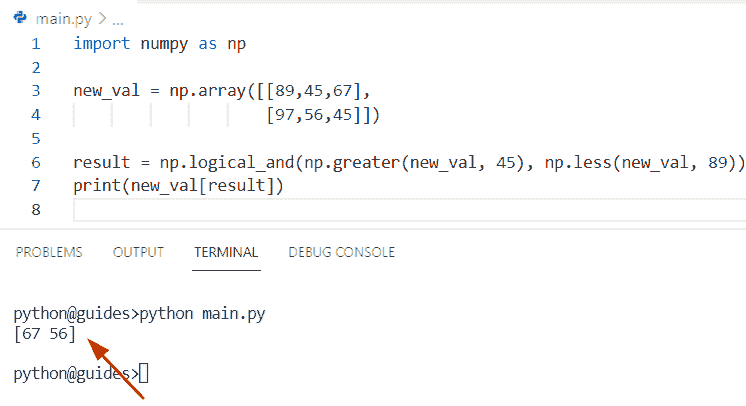 main.py > ...
1 import numpy as np
2
3 new_val = np.array([[89,45,67],
4                     [97,56,45]])
5
6 result = np.logical_and(np.greater(new_val, 45), np.less(new_val, 89))
7 print(new_val[result])
8
PROBLEMS OUTPUT TERMINAL DEBUG CONSOLE
python@guides>python main.py
[67 56]
python@guides>